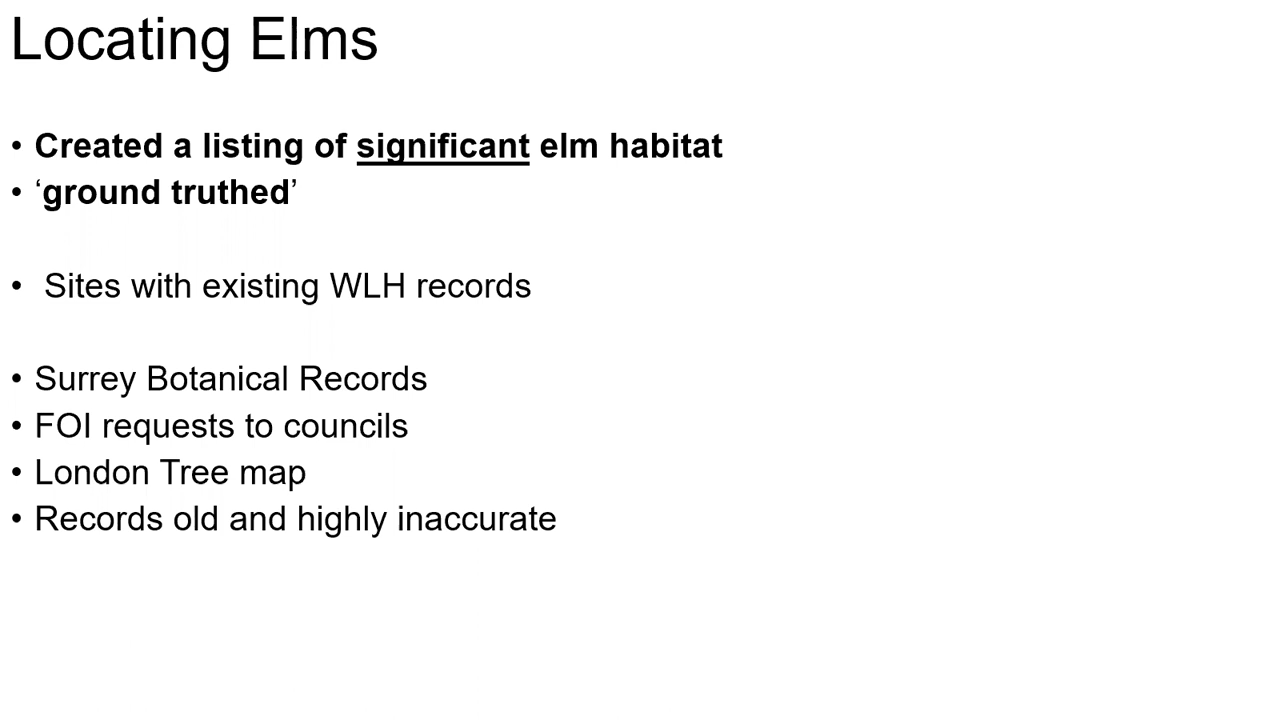 Locating Elms
• Created a listing of significant elm habitat
• ‘ground truthed’
• Sites with existing WLH records
• Surrey Botanical Records
• FOI requests to councils
• London Tree map
• Records old and highly inaccurate